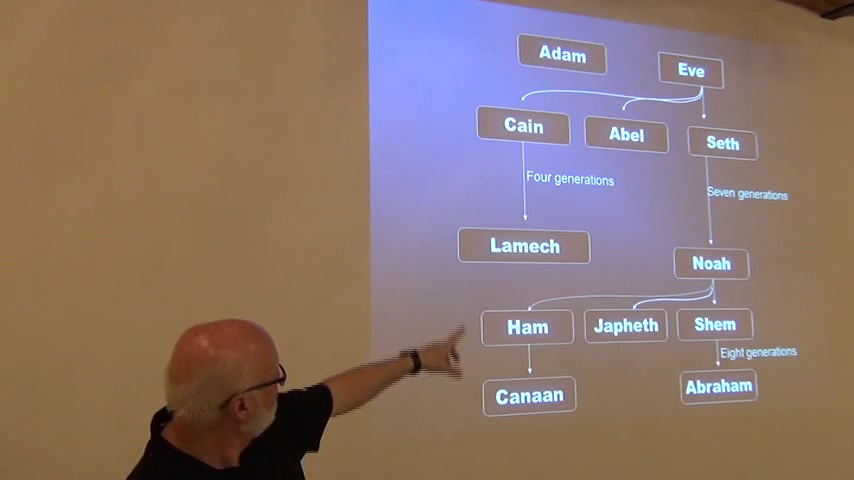 Adam
Eve
Cain
Abel
Seth
Four generations
Seven generations
Lamech
Noah
Ham
Japheth
Shem
Eight generations
Canaan
Abraham